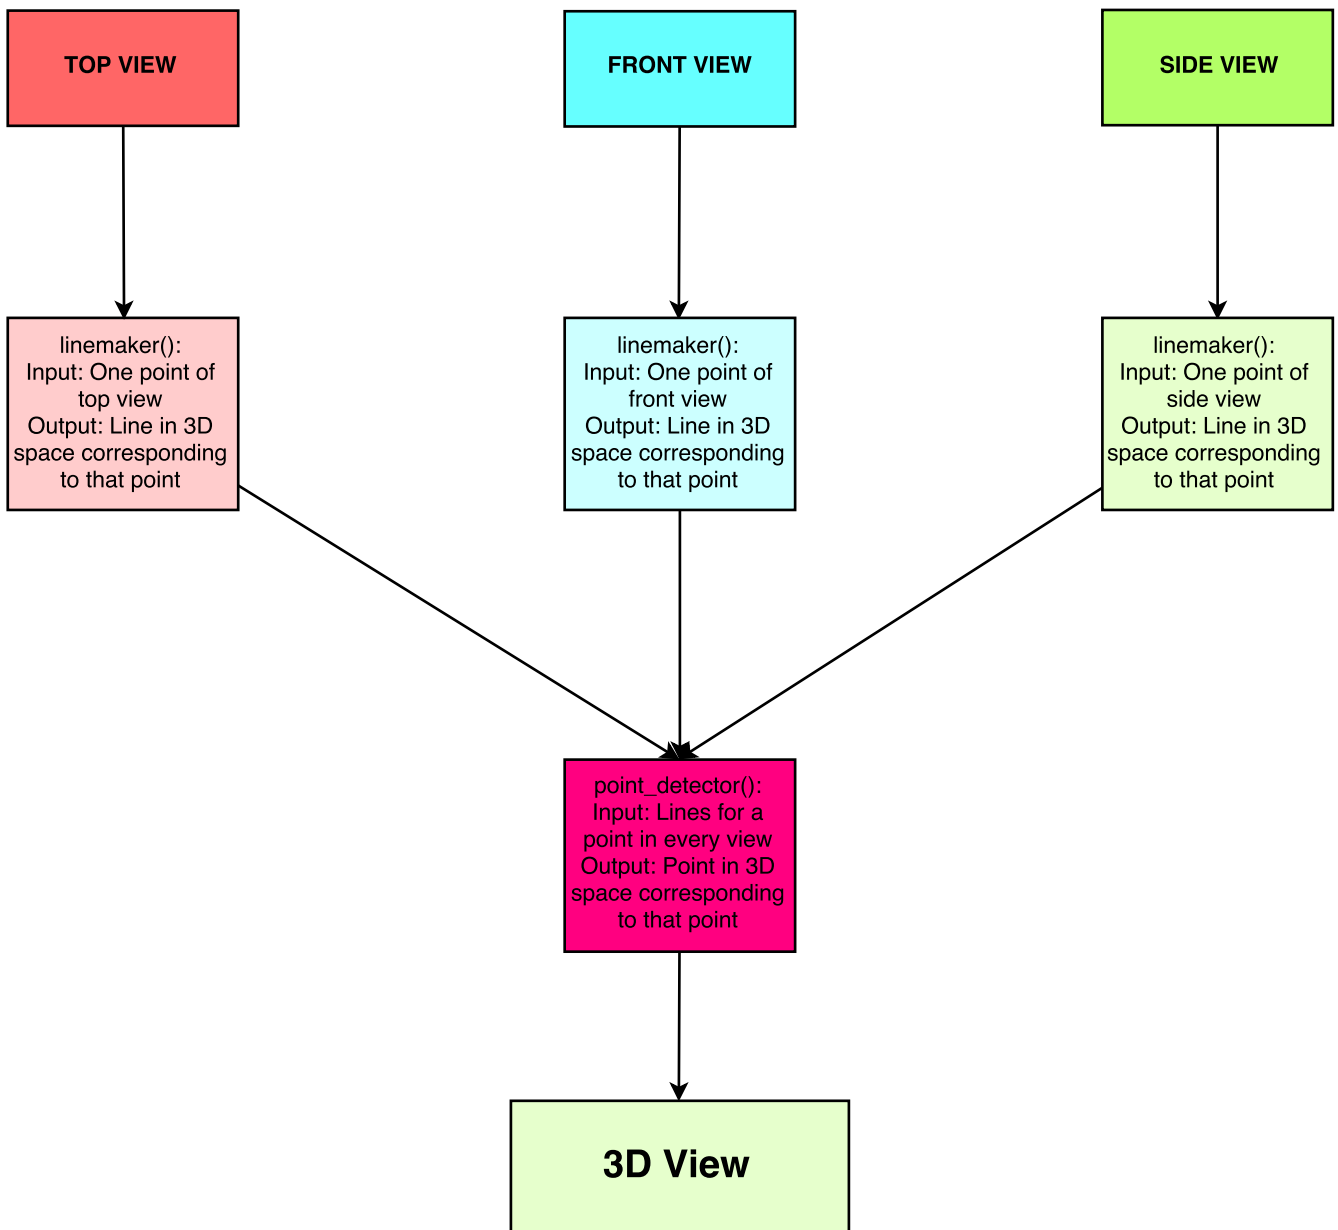 TOP VIEW
FRONT VIEW
SIDE VIEW
linemaker():
Input: One point of
top view
Output: Line in 3D
space corresponding
to that point
linemaker():
Input: One point of
front view
Output: Line in 3D
space corresponding
to that point
linemaker():
Input: One point of
side view
Output: Line in 3D
space corresponding
to that point
point_detector():
Input: Lines for a
point in every view
Output: Point in 3D
space corresponding
to that point
3D View